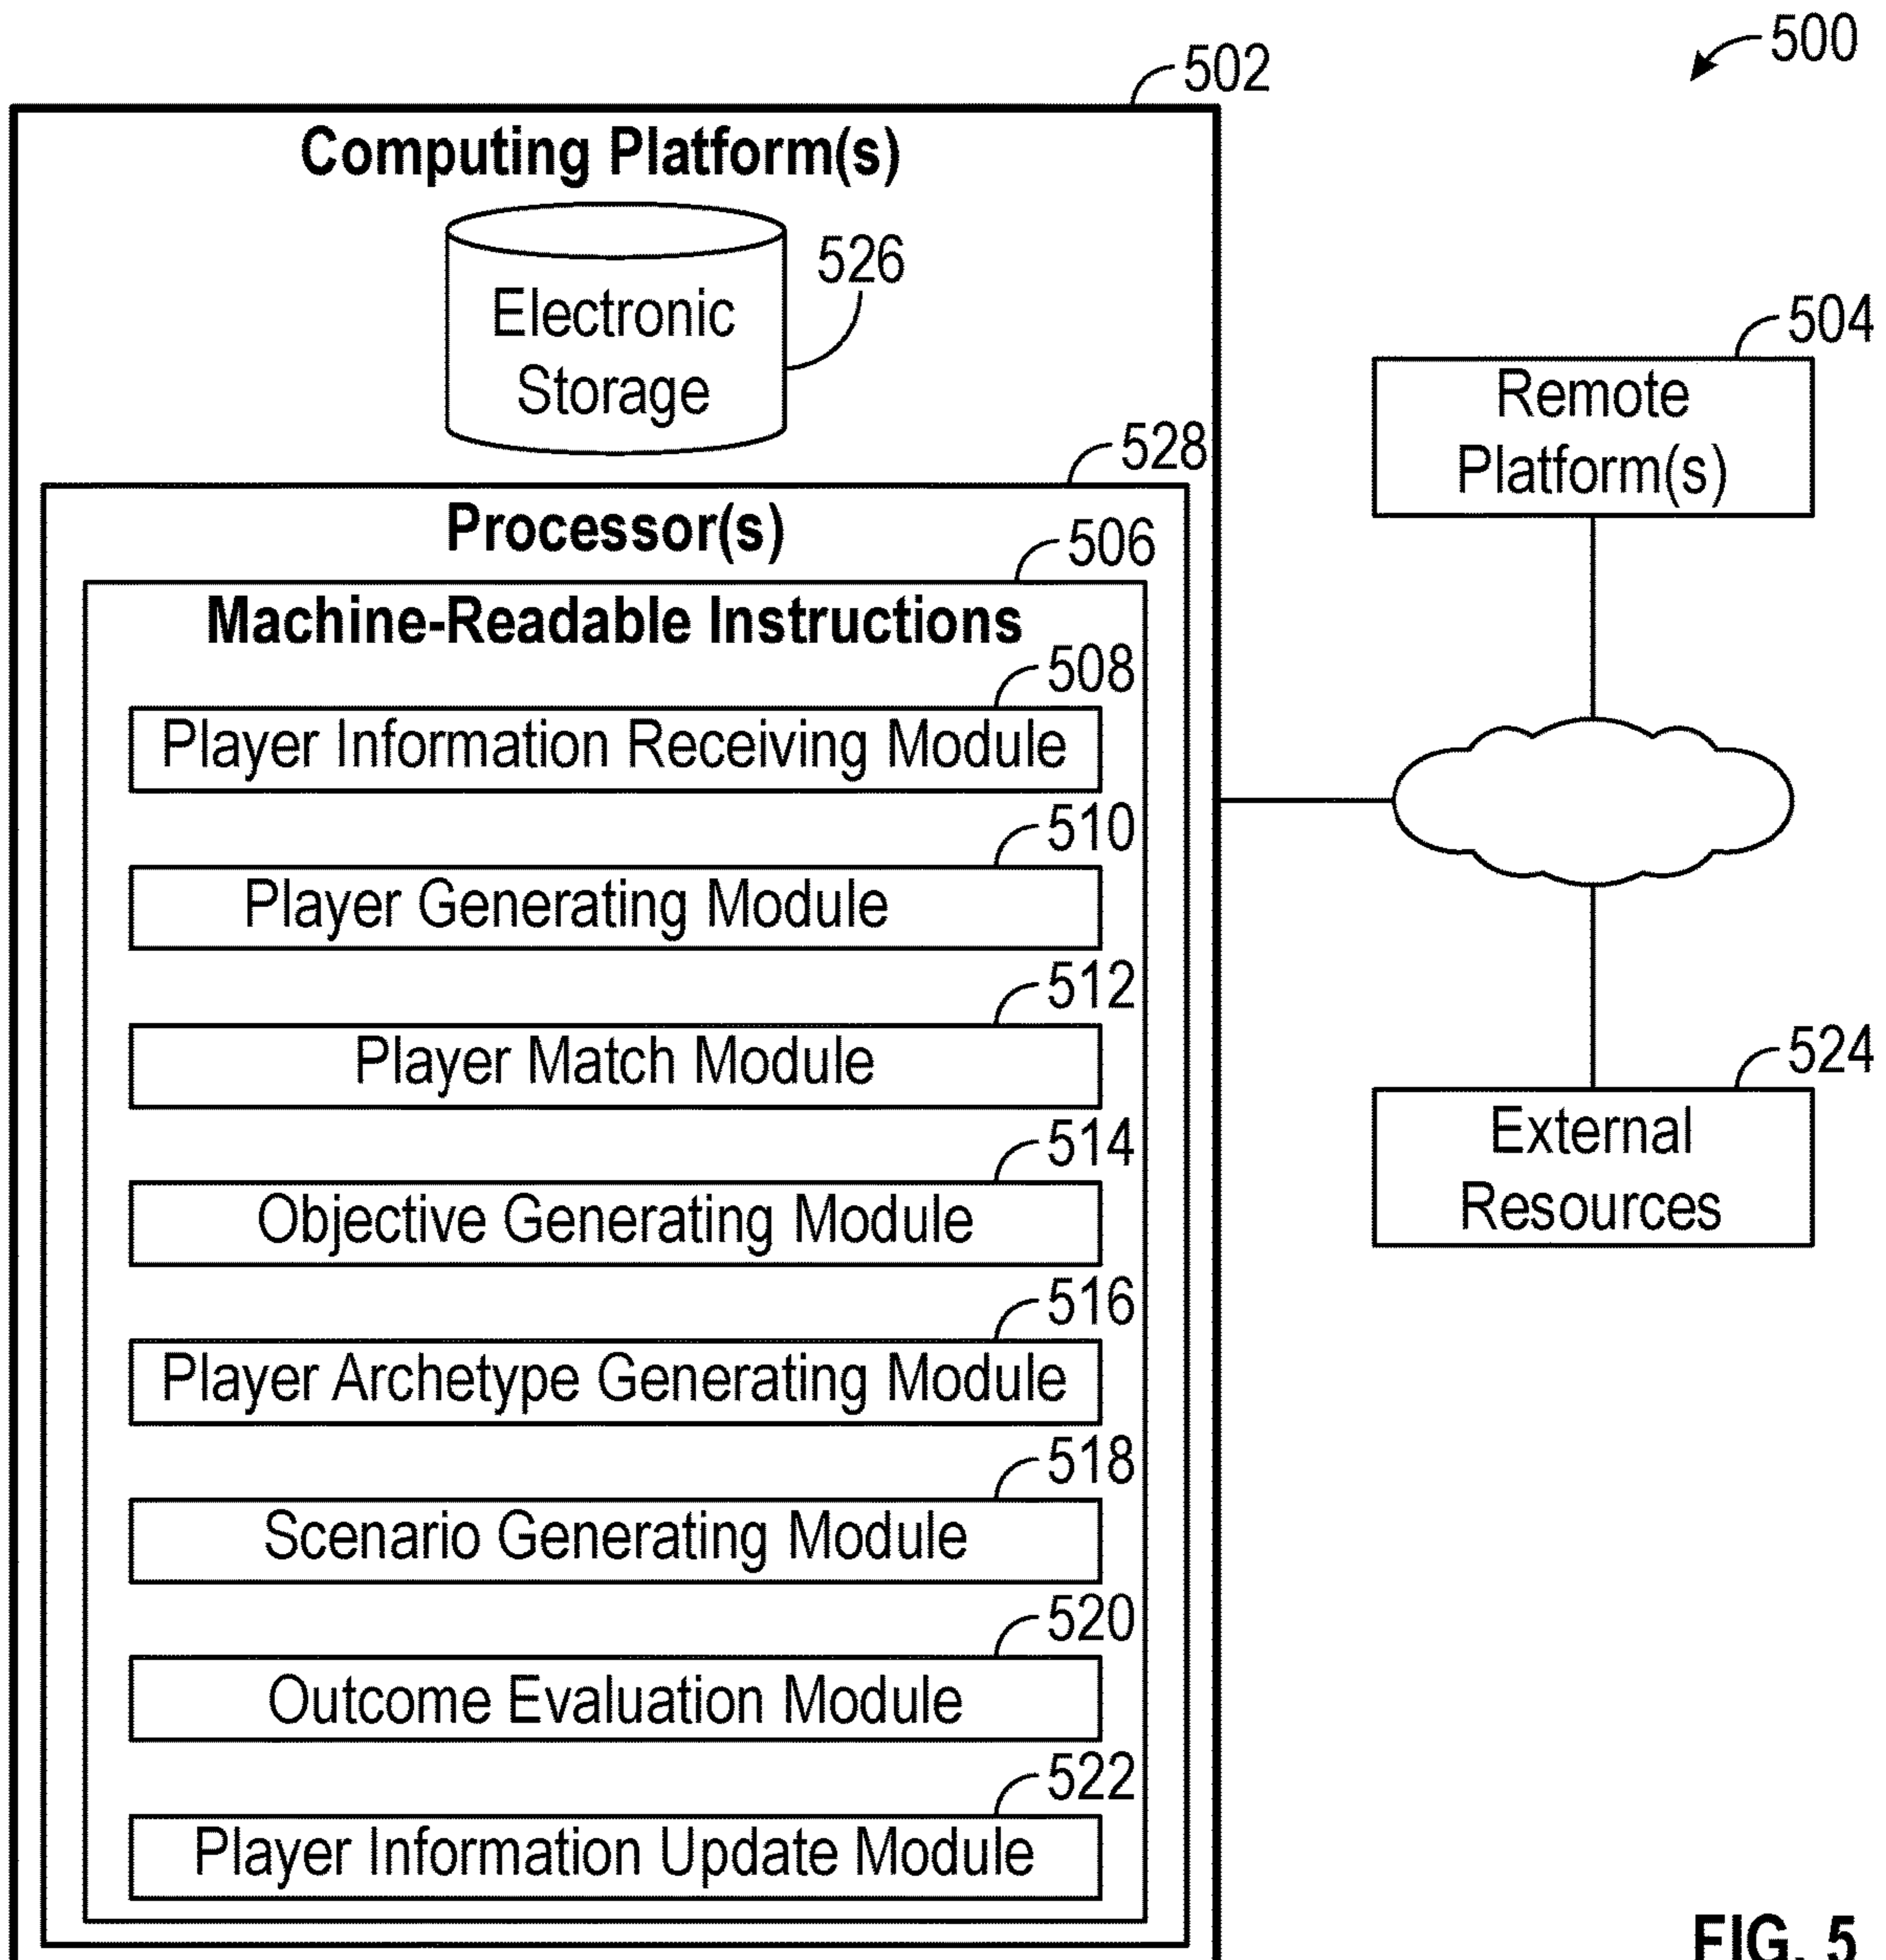 500
502
Computing Platform(s)
526
Electronic
Storage
504
Remote
Platform(s)
528
Processor(s)
506
Machine-Readable Instructions
508
Player Information Receiving Module
510
Player Generating Module
512
Player Match Module
524
External
Resources
514
Objective Generating Module
516
Player Archetype Generating Module
518
Scenario Generating Module
520
Outcome Evaluation Module
522
Player Information Update Module
FIG. 5